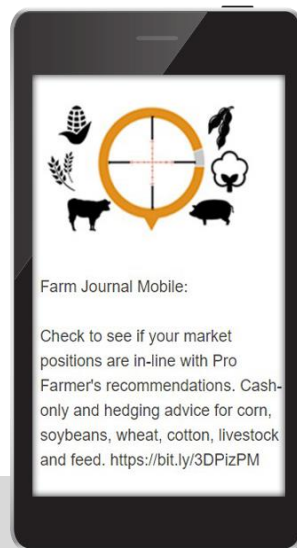 Farm Journal Mobile:
Check to see if your market
positions are in-line with Pro
Farmer's recommendations. Cash-
only and hedging advice for corn,
soybeans, wheat, cotton, livestock
and feed. https://bit.ly/3DPizPM